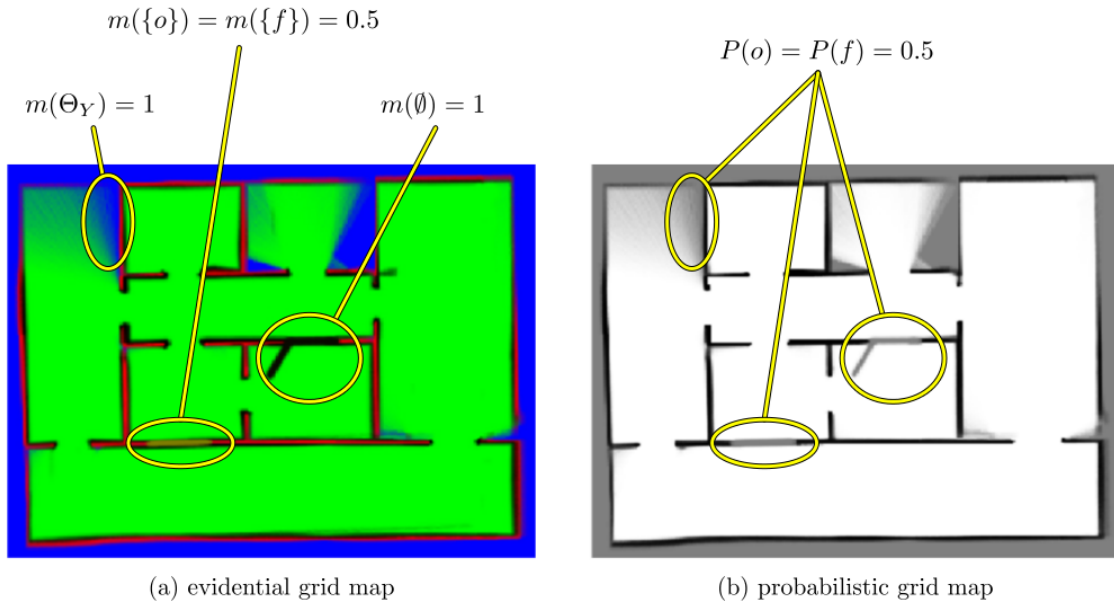 m({o}) = m({f}) = 0.5
P(o) = P(f) = 0.5
m(Θ_Y) = 1
m(∅) = 1
(a) evidential grid map
(b) probabilistic grid map